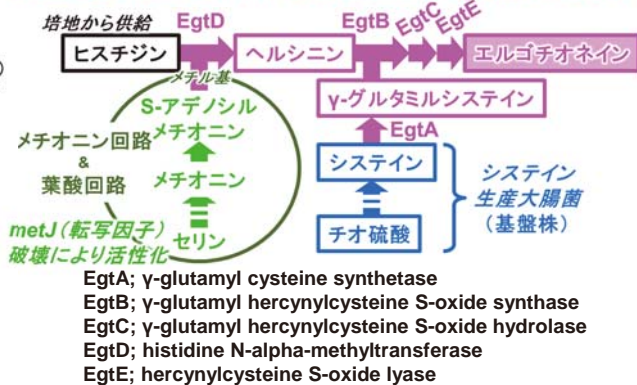 培地から供給
EgtD
EgtB
EgtC
EgtE
ヒスチジン
ヘルシニン
エルゴチオネイン
メチル基
S-アデノシル
メチオニン
γ-グルタミルシステイン
EgtA
メチオニン回路
&
葉酸回路
メチオニン
システイン
システイン
生産大腸菌
(基盤株)
metJ(転写因子)
破壊により活性化
セリン
チオ硫酸
EgtA; γ-glutamyl cysteine synthetase
EgtB; γ-glutamyl hercynylcysteine S-oxide synthase
EgtC; γ-glutamyl hercynylcysteine S-oxide hydrolase
EgtD; histidine N-alpha-methyltransferase
EgtE; hercynylcysteine S-oxide lyase